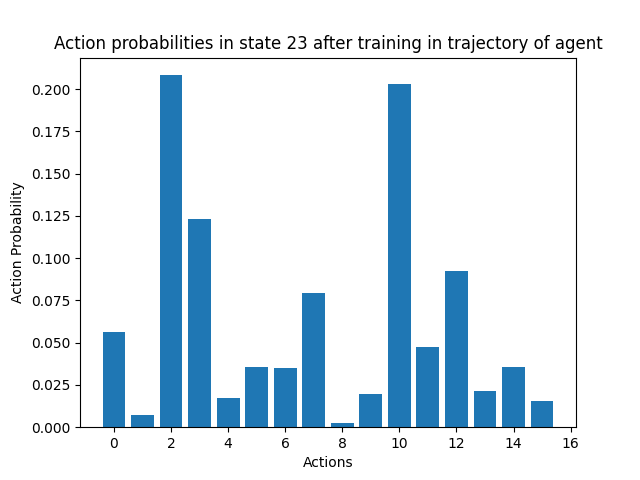 Action probabilities in state 23 after training in trajectory of agent
0.200
0.175
0.150
0.125
0.100
0.075
0.050
0.025
0.000
Action Probability
0 2 4 6 8 10 12 14 16
Actions